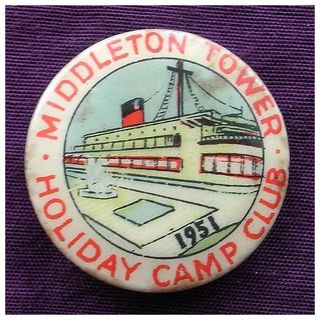 · MIDDLETON TOWER ·
HOLIDAY CAMP CLUB
1951